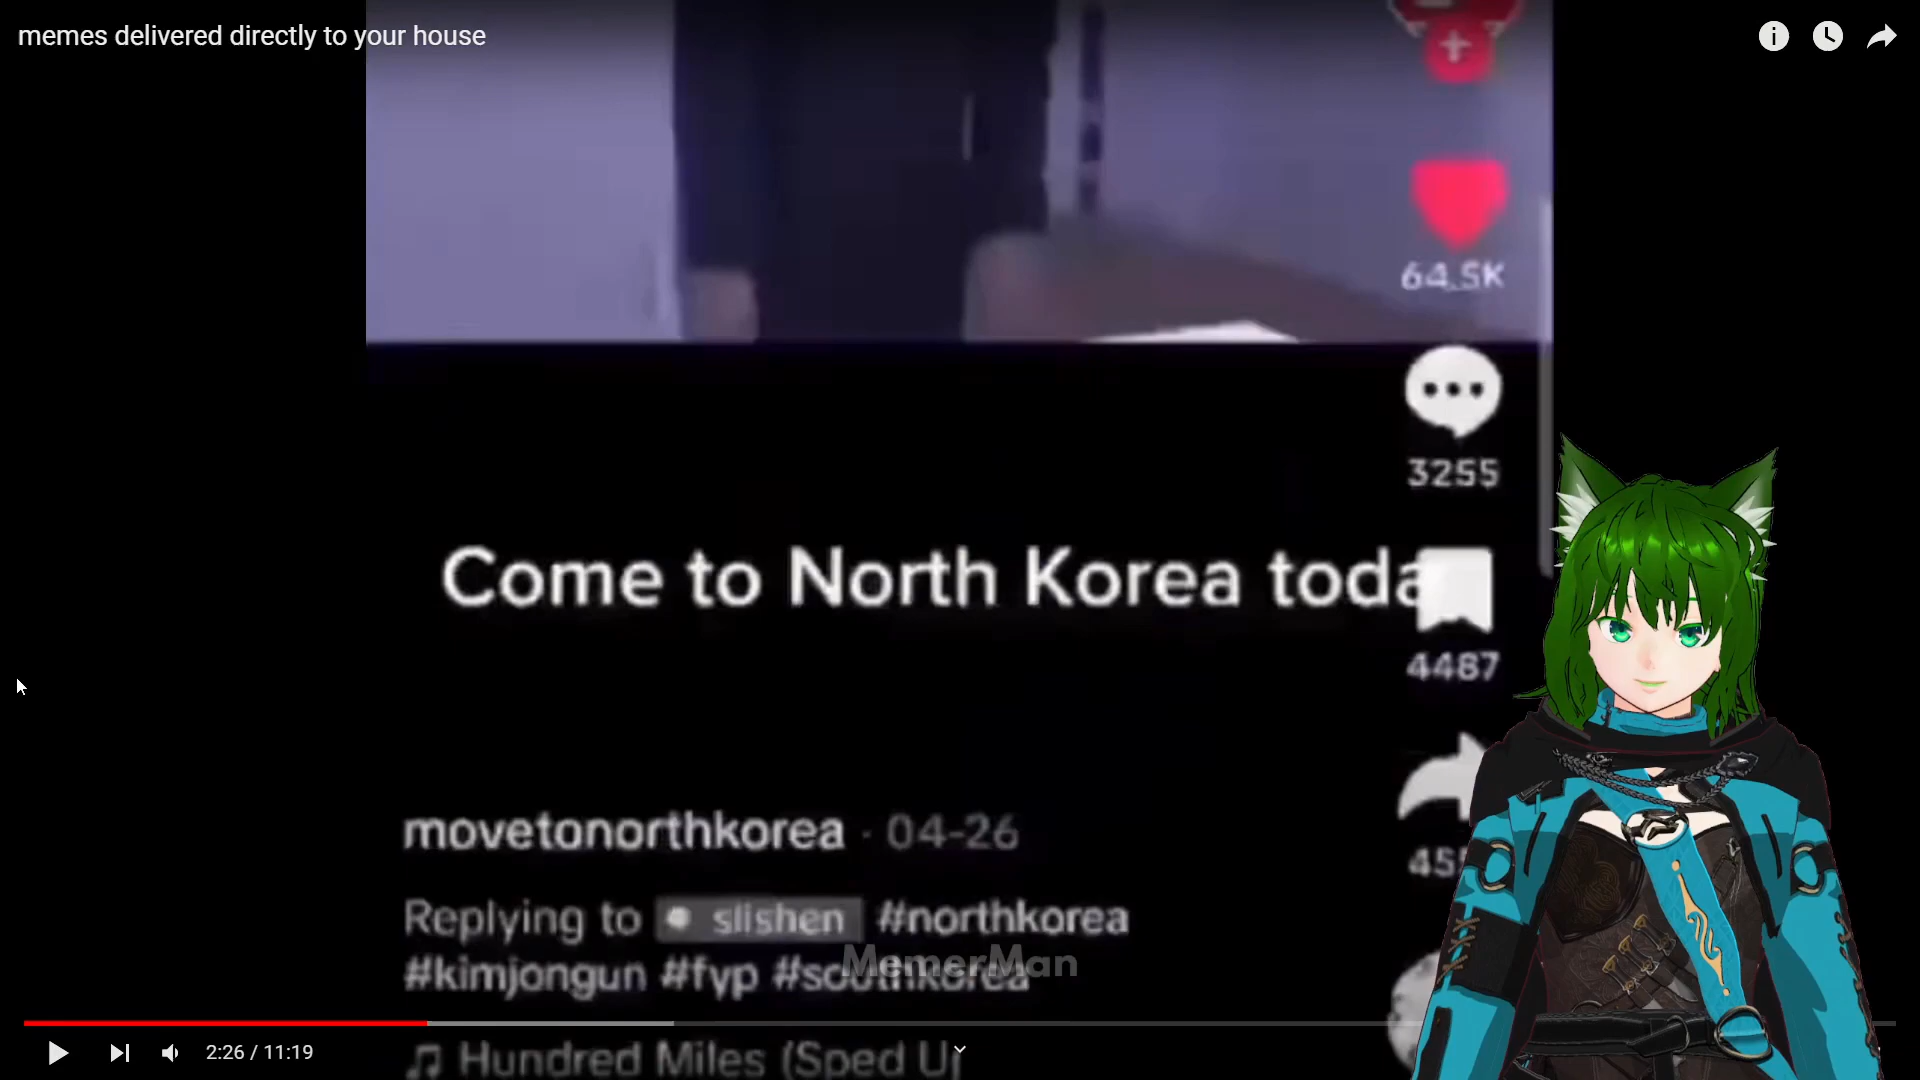 memes delivered directly to your house
64.5K
3255
Come to North Korea toda
4487
movetonorthkorea · 04-26
Replying to slishen #northkorea
#kimjongun #fyp #southkorea
MemerMan
2:26 / 11:19
Hundred Miles (Sped U